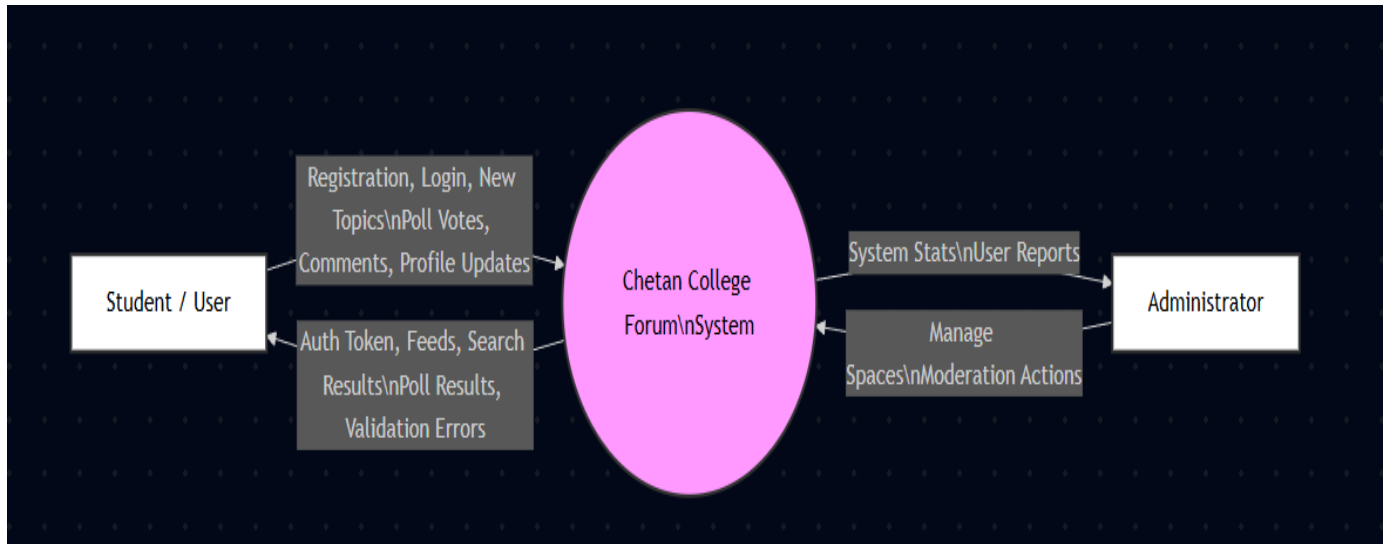 Registration, Login, New
Topics\nPoll Votes,
Comments, Profile Updates
Student / User
Auth Token, Feeds, Search
Results\nPoll Results,
Validation Errors
Chetan College
Forum\nSystem
System Stats\nUser Reports
Administrator
Manage
Spaces\nModeration Actions